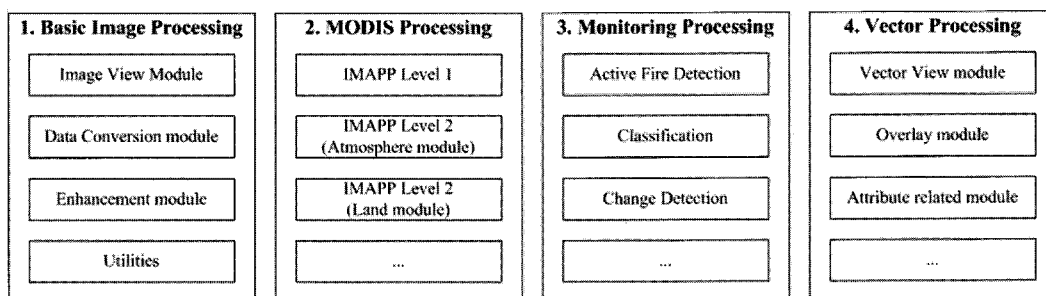 1. Basic Image Processing
Image View Module
Data Conversion module
Enhancement module
Utilities
2. MODIS Processing
IMAPP Level 1
IMAPP Level 2
(Atmosphere module)
IMAPP Level 2
(Land module)
...
3. Monitoring Processing
Active Fire Detection
Classification
Change Detection
...
4. Vector Processing
Vector View module
Overlay module
Attribute related module
...